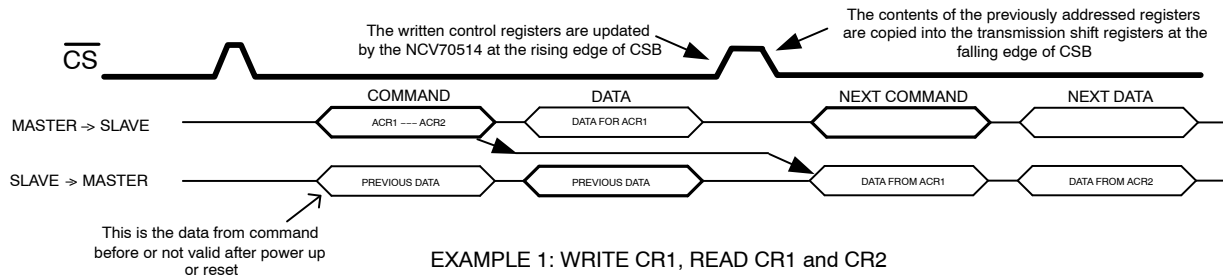 The written control registers are updated
by the NCV70514 at the rising edge of CSB
The contents of the previously addressed registers
are copied into the transmission shift registers at the
falling edge of CSB
CS
COMMAND
DATA
NEXT COMMAND
NEXT DATA
MASTER -> SLAVE
ACR1 −−− ACR2
DATA FOR ACR1
SLAVE -> MASTER
PREVIOUS DATA
PREVIOUS DATA
DATA FROM ACR1
DATA FROM ACR2
This is the data from command
before or not valid after power up
or reset
EXAMPLE 1: WRITE CR1, READ CR1 and CR2